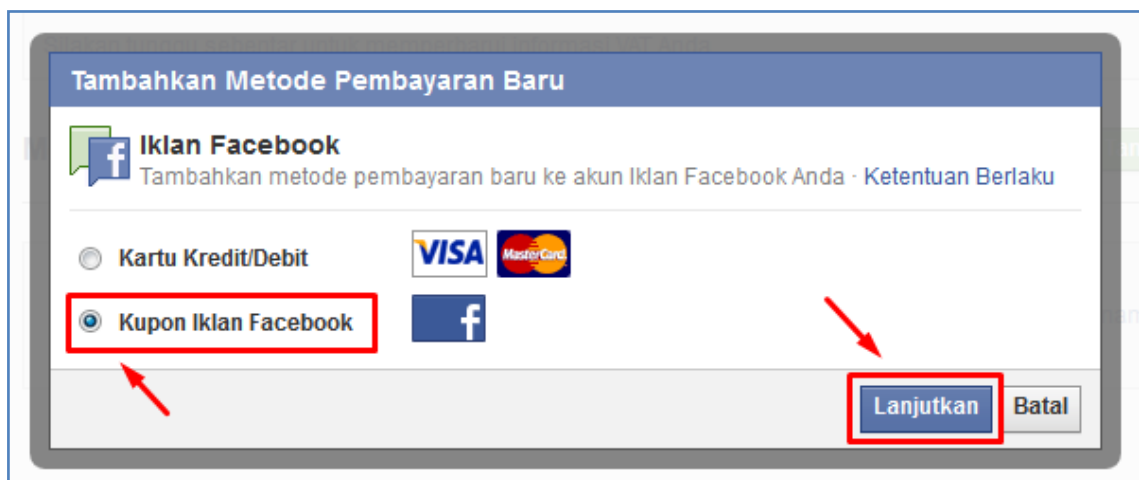 Tambahkan Metode Pembayaran Baru
Iklan Facebook
Tambahkan metode pembayaran baru ke akun Iklan Facebook Anda · Ketentuan Berlaku
Kartu Kredit/Debit VISA MasterCard
Kupon Iklan Facebook f
Lanjutkan Batal